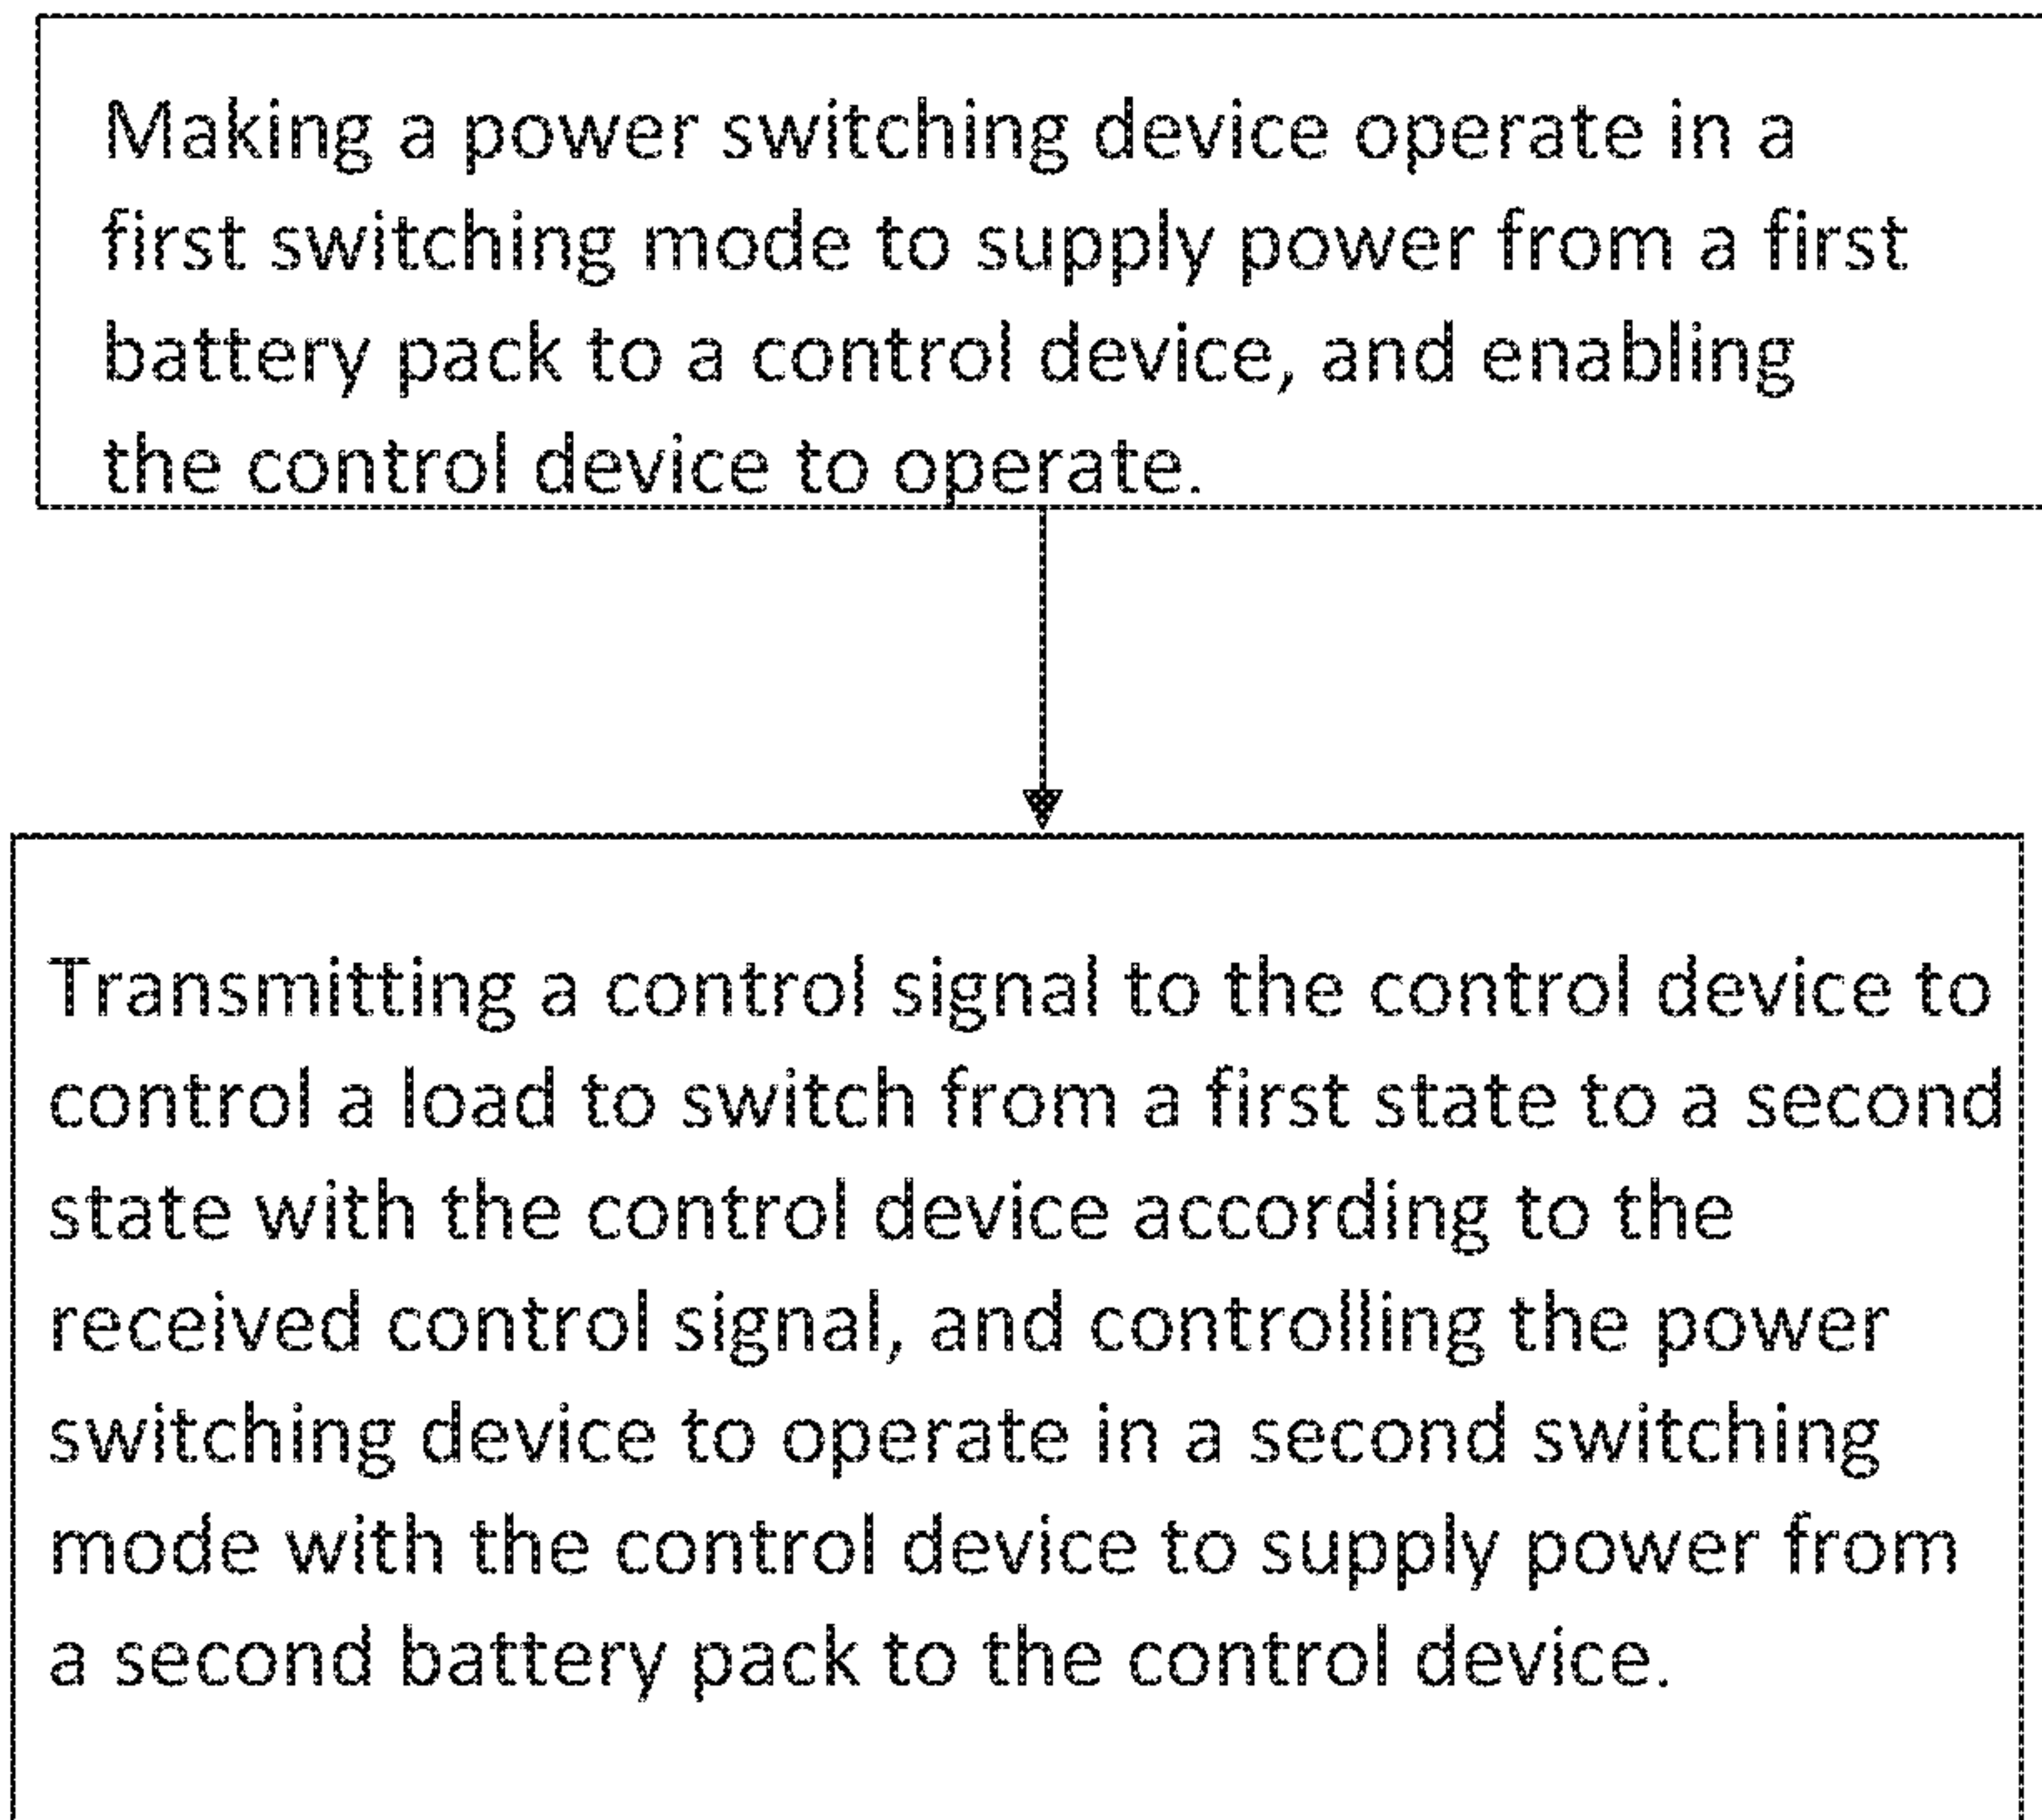 Making a power switching device operate in a
first switching mode to supply power from a first
battery pack to a control device, and enabling
the control device to operate.
Transmitting a control signal to the control device to
control a load to switch from a first state to a second
state with the control device according to the
received control signal, and controlling the power
switching device to operate in a second switching
mode with the control device to supply power from
a second battery pack to the control device.